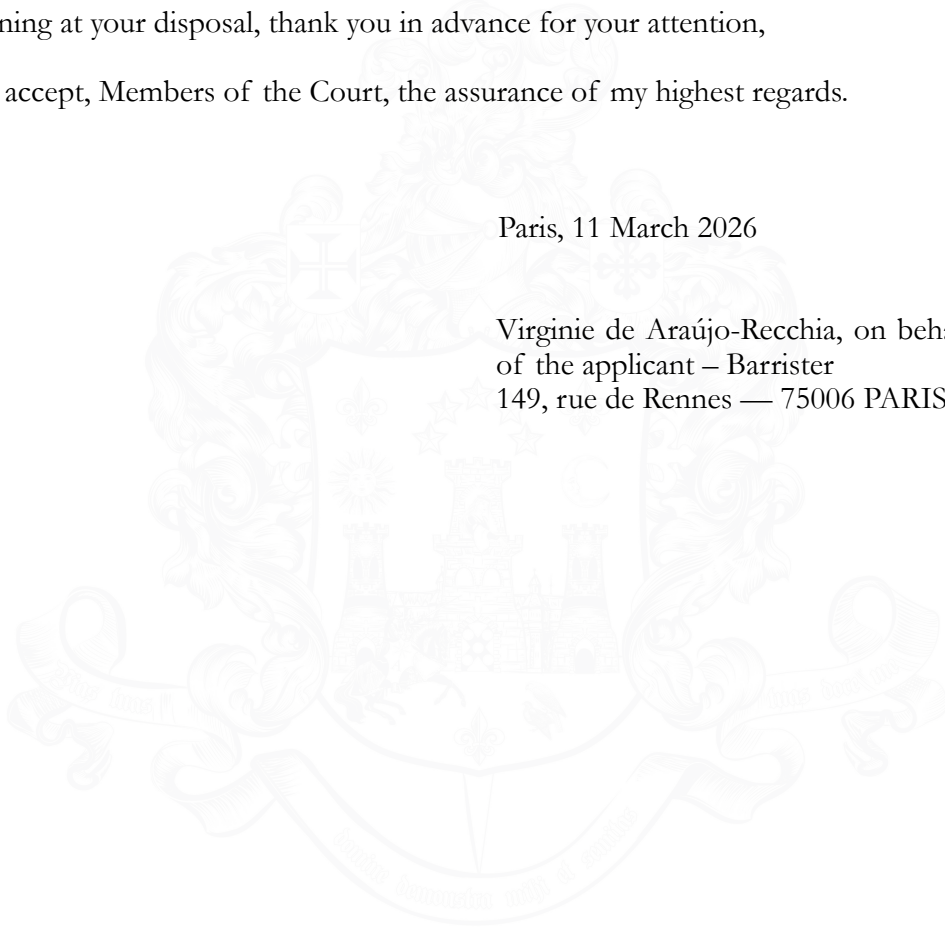 ning at your disposal, thank you in advance for your attention,
accept, Members of the Court, the assurance of my highest regards.
Paris, 11 March 2026
Virginie de Araújo-Recchia, on beh
of the applicant – Barrister
149, rue de Rennes — 75006 PARIS